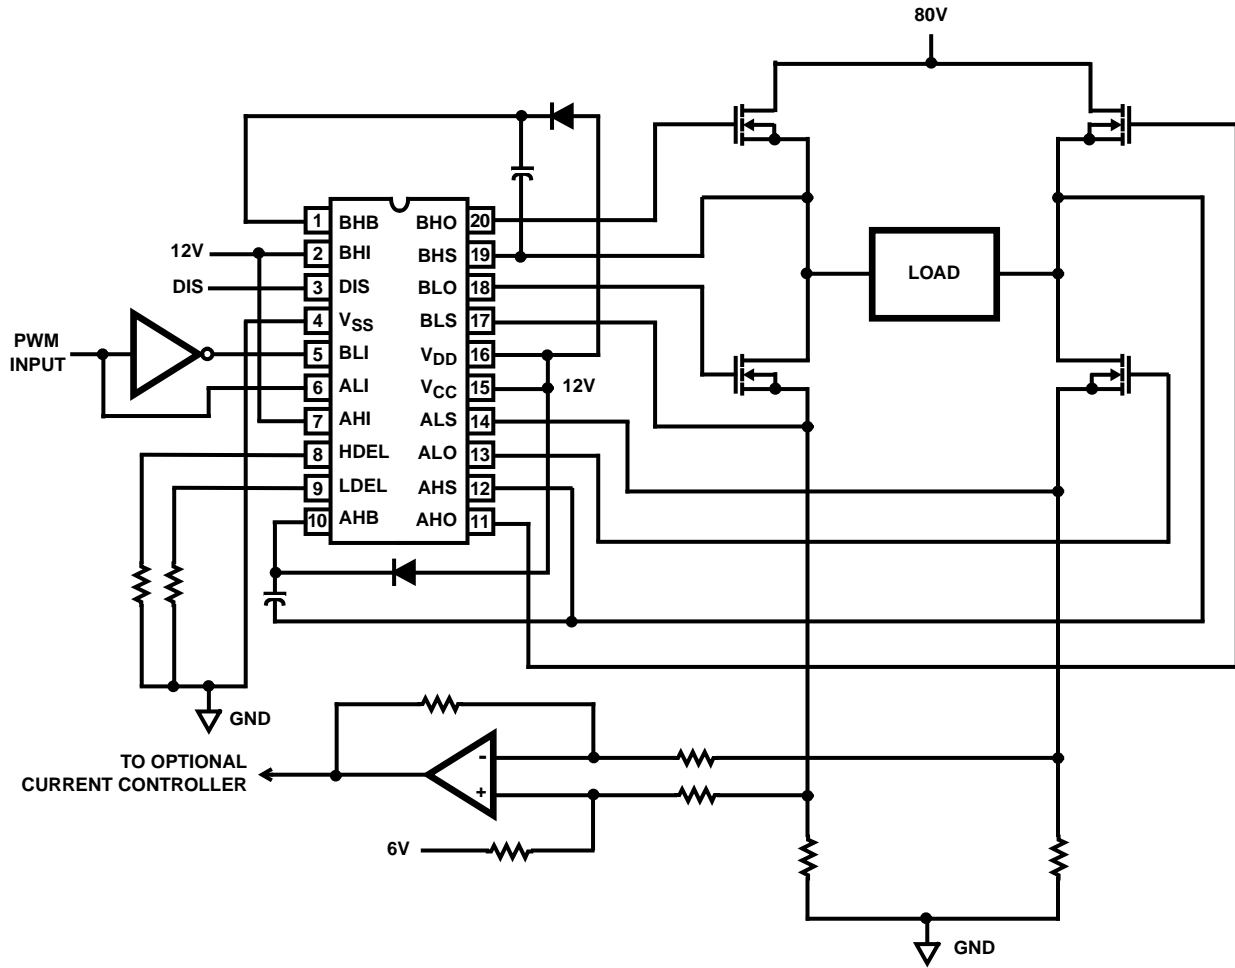 80V
1 BHB BHO 20
12V 2 BHI BHS 19
LOAD
DIS 3 DIS BLO 18
4 VSS BLS 17
PWM
INPUT
5 BLI VDD 16
6 ALI VCC 15 12V
7 AHI ALS 14
8 HDEL ALO 13
9 LDEL AHS 12
10 AHB AHO 11
GND
TO OPTIONAL
CURRENT CONTROLLER
-
+
6V
GND